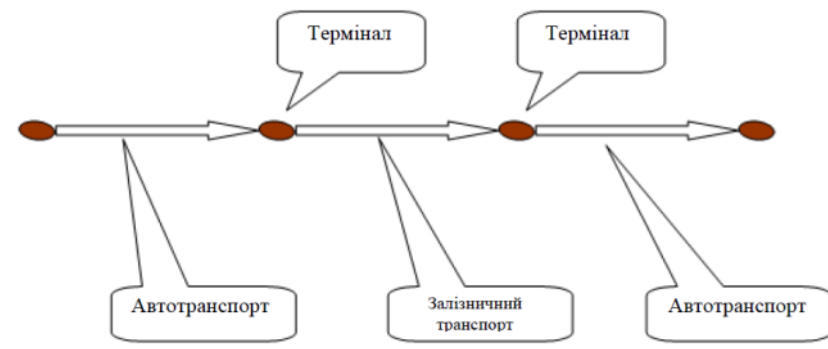 Термінал
Термінал
Автотранспорт
Залізничний
транспорт
Автотранспорт